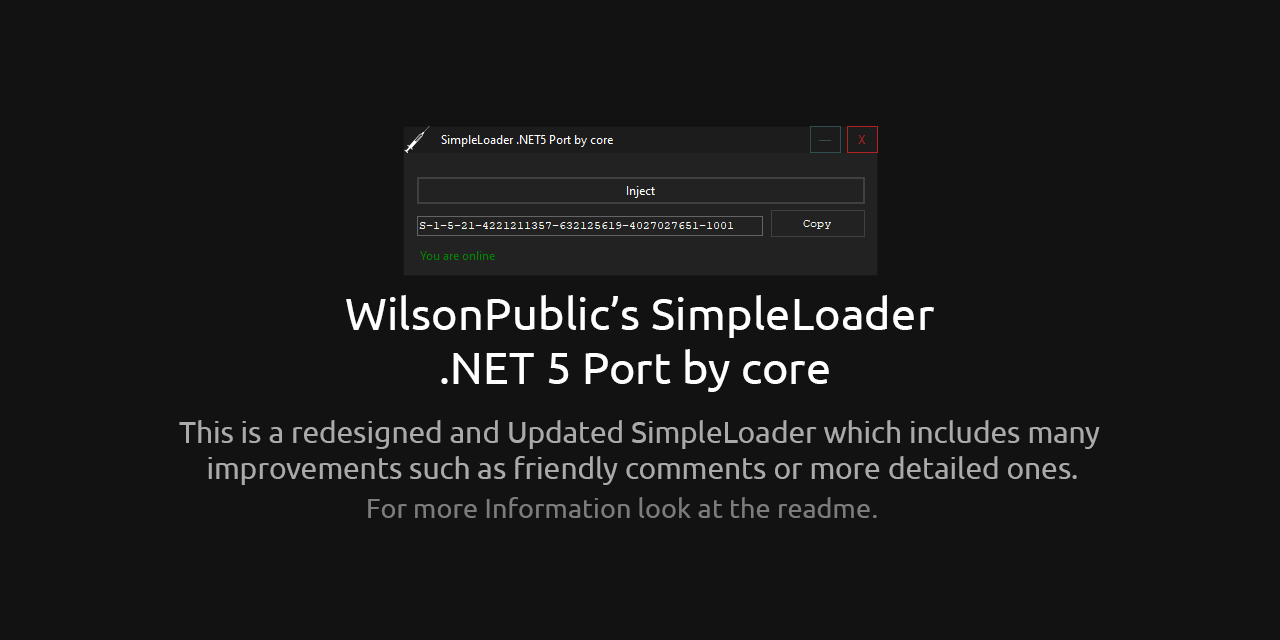 SimpleLoader .NET5 Port by core
— X
Inject
S-1-5-21-4221211357-632125619-4027027651-1001
Copy
You are online
WilsonPublic’s SimpleLoader
.NET 5 Port by core
This is a redesigned and Updated SimpleLoader which includes many
improvements such as friendly comments or more detailed ones.
For more Information look at the readme.